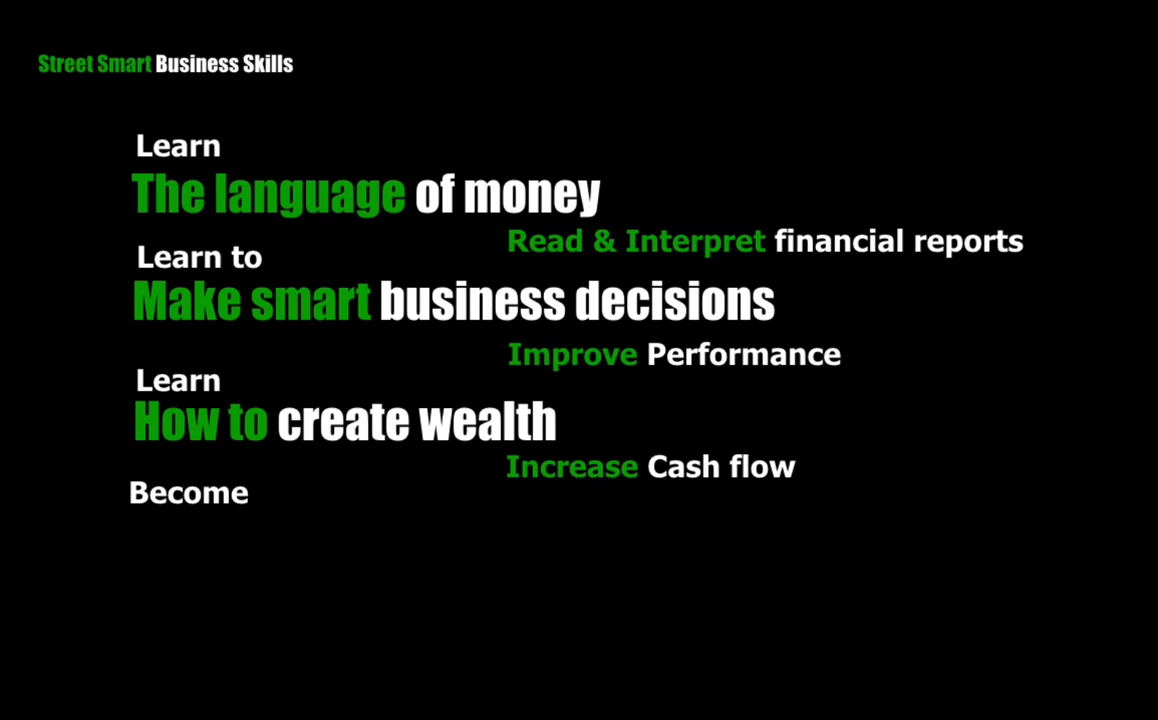 Street Smart Business Skills
Learn
The language of money
Read & Interpret financial reports
Learn to
Make smart business decisions
Improve Performance
Learn
How to create wealth
Increase Cash flow
Become